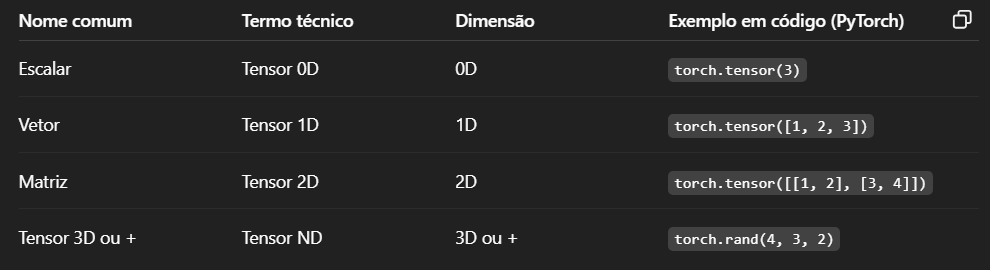 Nome comum Termo técnico Dimensão Exemplo em código (PyTorch)
Escalar Tensor 0D 0D torch.tensor(3)
Vetor Tensor 1D 1D torch.tensor([1, 2, 3])
Matriz Tensor 2D 2D torch.tensor([[1, 2], [3, 4]])
Tensor 3D ou + Tensor ND 3D ou + torch.rand(4, 3, 2)